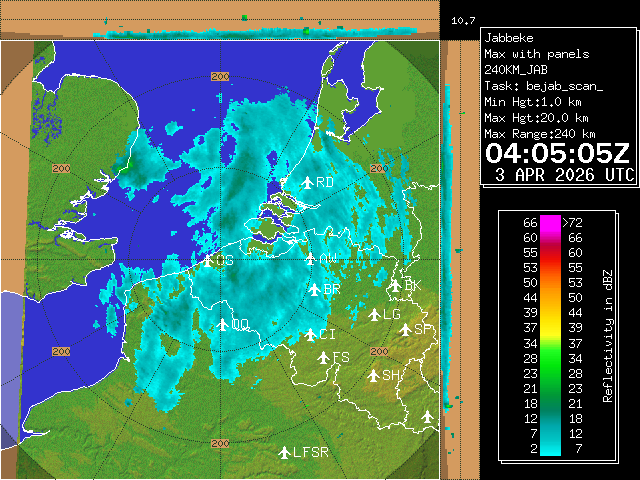 10.7
Jabbeke
Max with panels
240KM_JAB
Task: bejab_scan_
Min Hgt:1.0 km
Max Hgt:20.0 km
Max Range:240 km
04:05:05Z
3 APR 2026 UTC
200
200
200
RD
OS
BR
BK
LG
OO
CI
SP
200
FS
200
SH
200
LFSR
66 >72
60 66
55 60
53 55
50 53
44 50
39 44
37 39
34 37
28 34
24 28
21 24
18 21
12 18
7 12
2 7
Reflectivity in dBZ